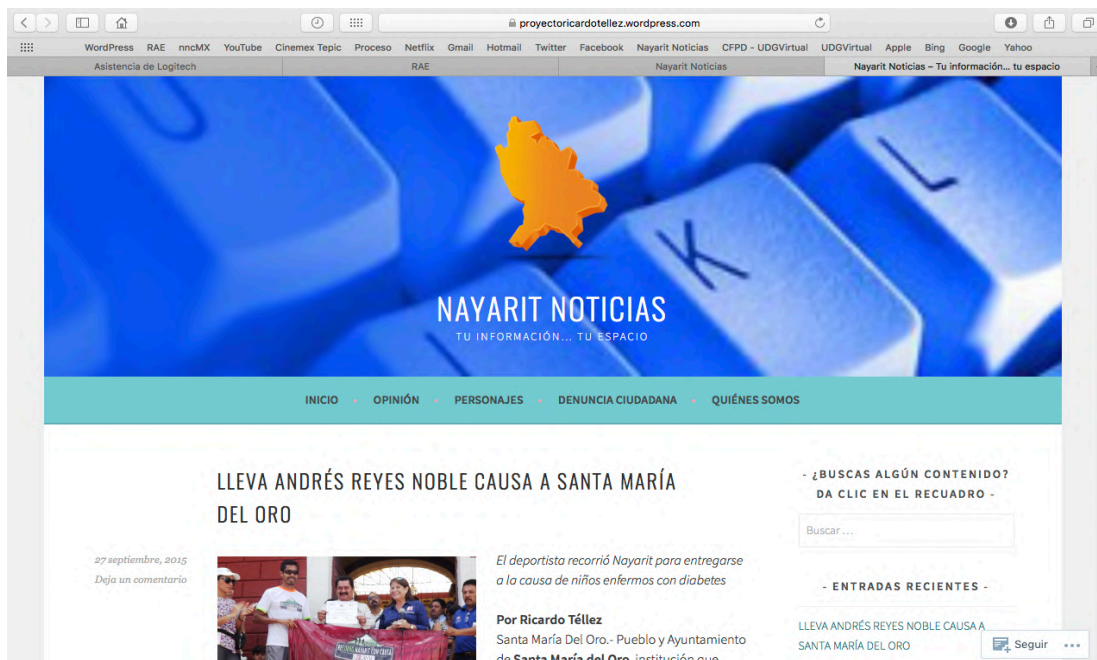 proyectoricardotellez.wordpress.com
WordPress RAE nncMX YouTube Cinemex Tepic Proceso Netflix Gmail Hotmail Twitter Facebook Nayarit Noticias CFPD - UDGVirtual UDGVirtual Apple Bing Google Yahoo
Asistencia de Logitech RAE Nayarit Noticias Nayarit Noticias – Tu información... tu espacio
U
L
K
NAYARIT NOTICIAS
TU INFORMACIÓN... TU ESPACIO
INICIO OPINIÓN PERSONAJES DENUNCIA CIUDADANA QUIÉNES SOMOS
LLEVA ANDRÉS REYES NOBLE CAUSA A SANTA MARÍA
DEL ORO
27 septiembre, 2015
Deja un comentario
El deportista recorrió Nayarit para entregarse
a la causa de niños enfermos con diabetes
Por Ricardo Téllez
Santa María Del Oro.- Pueblo y Ayuntamiento
de Santa María del Oro, institución que
- ¿BUSCAS ALGÚN CONTENIDO?
DA CLIC EN EL RECUADRO -
Buscar...
- ENTRADAS RECIENTES -
LLEVA ANDRÉS REYES NOBLE CAUSA A
SANTA MARÍA DEL ORO
Seguir